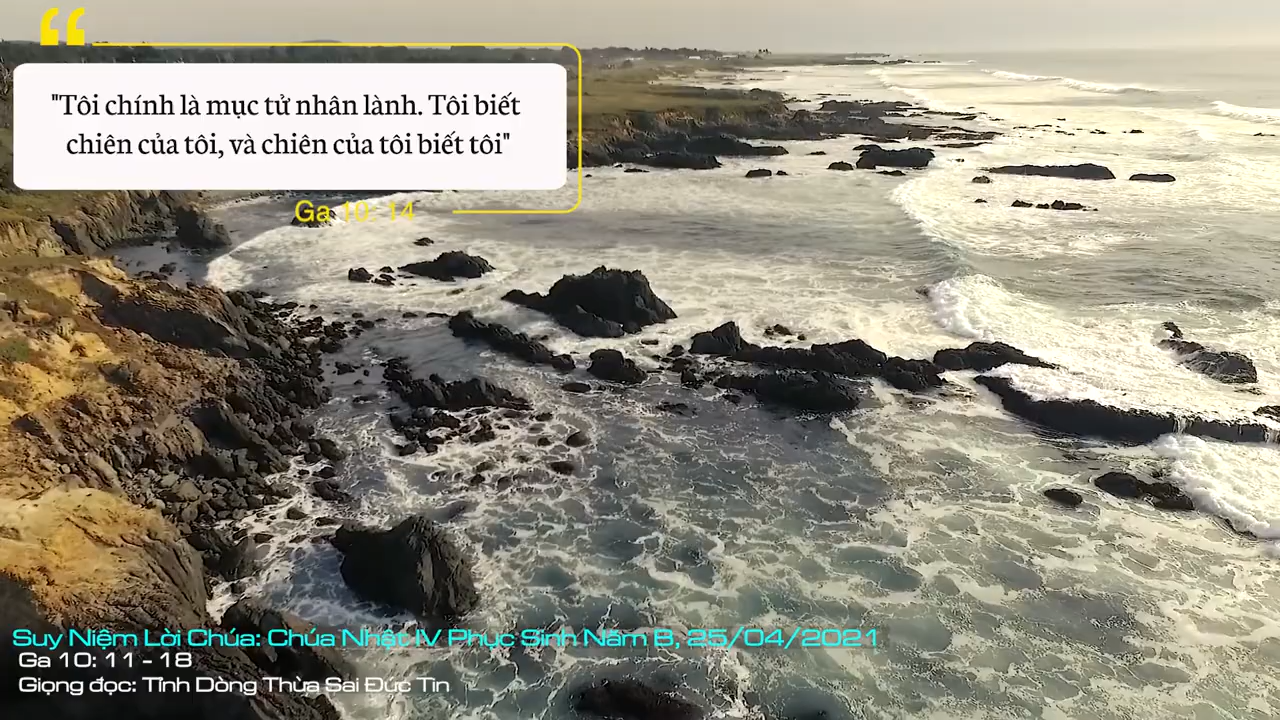 "Tôi chính là mục tử nhân lành. Tôi biết
chiên của tôi, và chiên của tôi biết tôi"
Ga 10: 14
Suy Niệm Lời Chúa: Chúa Nhật IV Phục Sinh Năm B, 25/04/2021
Ga 10: 11 - 18
Giọng đọc: Tỉnh Dòng Thừa Sai Đức Tin